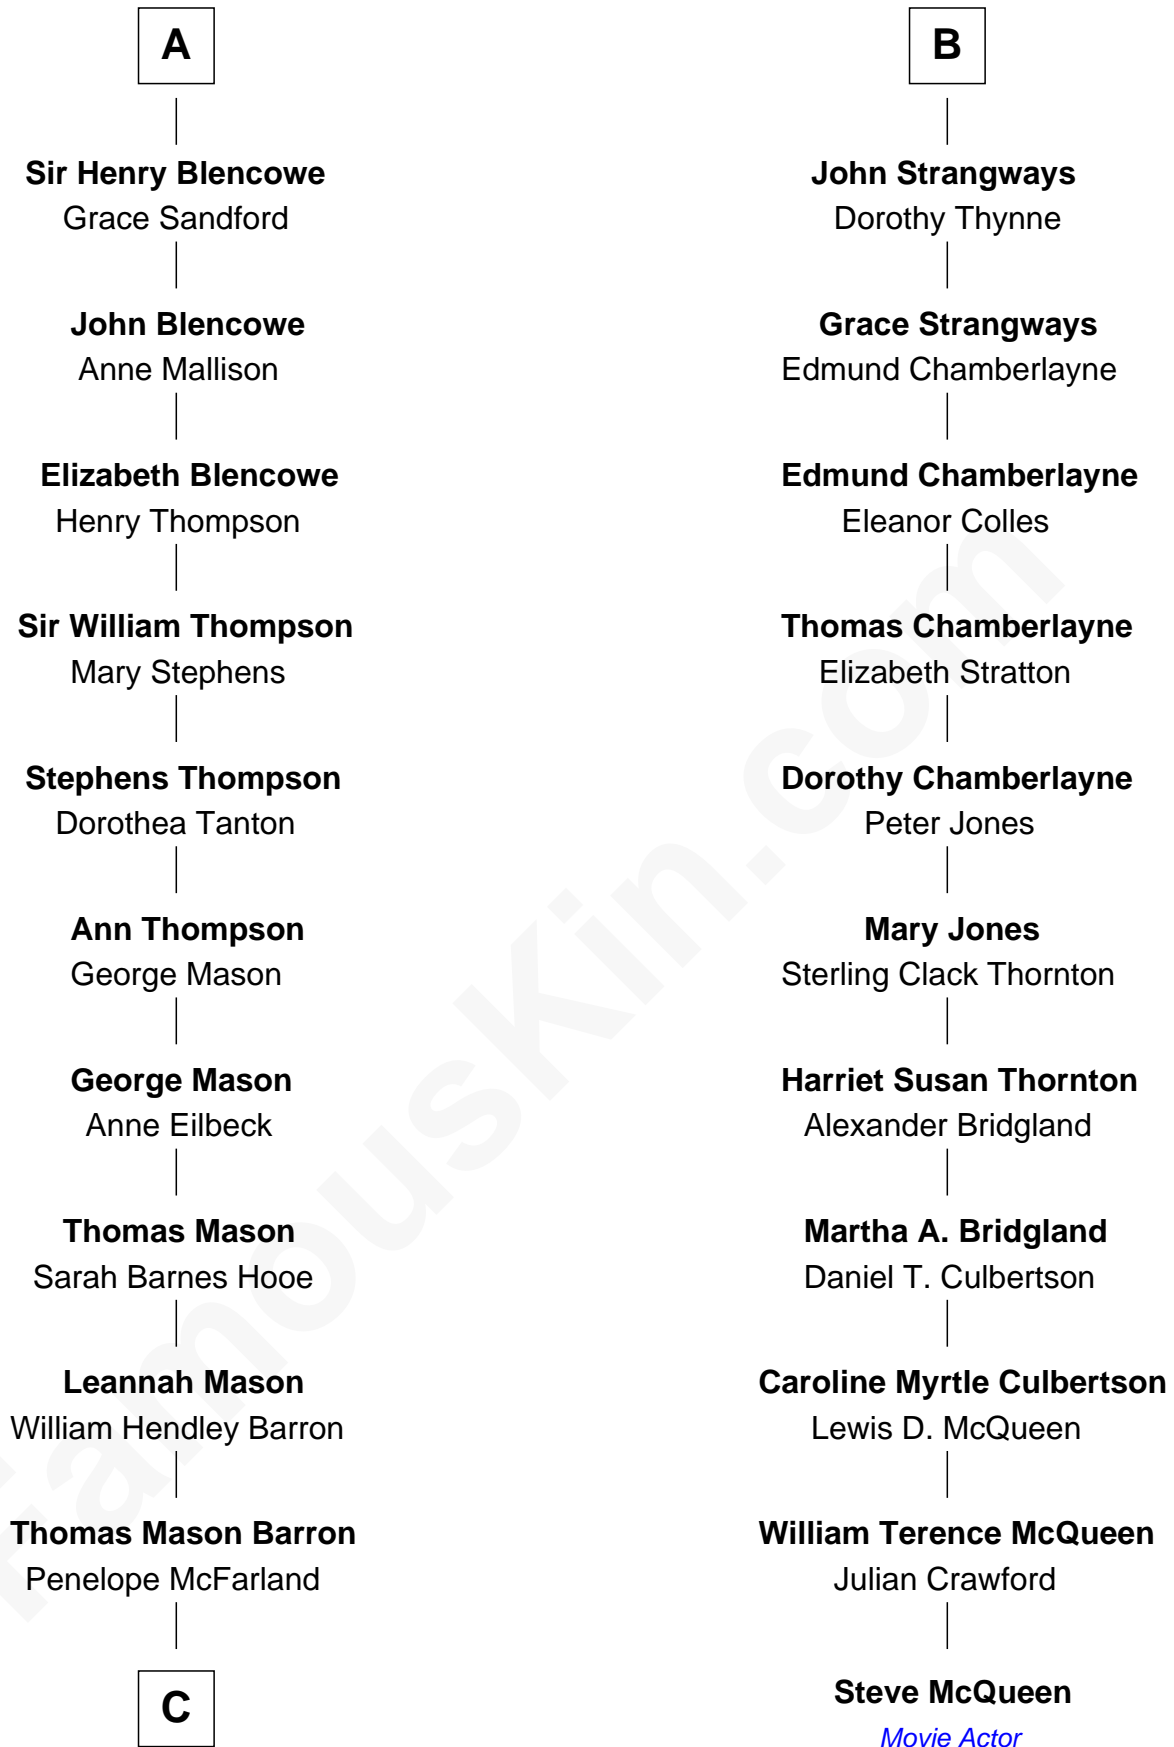 A
Sir Henry Blencowe
Grace Sandford
John Blencowe
Anne Mallison
Elizabeth Blencowe
Henry Thompson
Sir William Thompson
Mary Stephens
Stephens Thompson
Dorothea Tanton
Ann Thompson
George Mason
George Mason
Anne Eilbeck
Thomas Mason
Sarah Barnes Hooe
Leannah Mason
William Hendley Barron
Thomas Mason Barron
Penelope McFarland
C
B
John Strangways
Dorothy Thynne
Grace Strangways
Edmund Chamberlayne
Edmund Chamberlayne
Eleanor Colles
Thomas Chamberlayne
Elizabeth Stratton
Dorothy Chamberlayne
Peter Jones
Mary Jones
Sterling Clack Thornton
Harriet Susan Thornton
Alexander Bridgland
Martha A. Bridgland
Daniel T. Culbertson
Caroline Myrtle Culbertson
Lewis D. McQueen
William Terence McQueen
Julian Crawford
Steve McQueen
Movie Actor
FamousKin.com